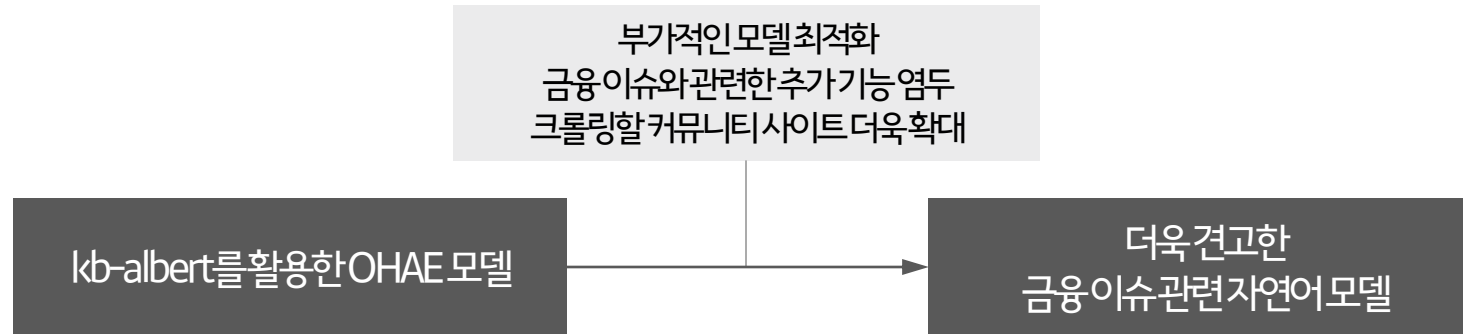 부가적인 모델 최적화
금융 이슈와 관련한 추가 기능 염두
크롤링할 커뮤니티 사이트 더욱 확대
kb-albert를 활용한 OHAE 모델
더욱 견고한
금융 이슈 관련 자연어 모델